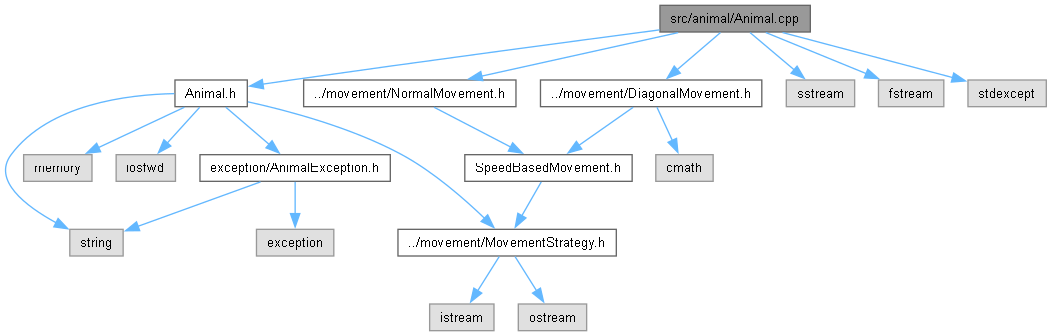 src/animal/Animal.cpp
Animal.h
../movement/NormalMovement.h
../movement/DiagonalMovement.h
sstream
fstream
stdexcept
memory
iosfwd
exception/AnimalException.h
SpeedBasedMovement.h
cmath
string
exception
../movement/MovementStrategy.h
istream
ostream